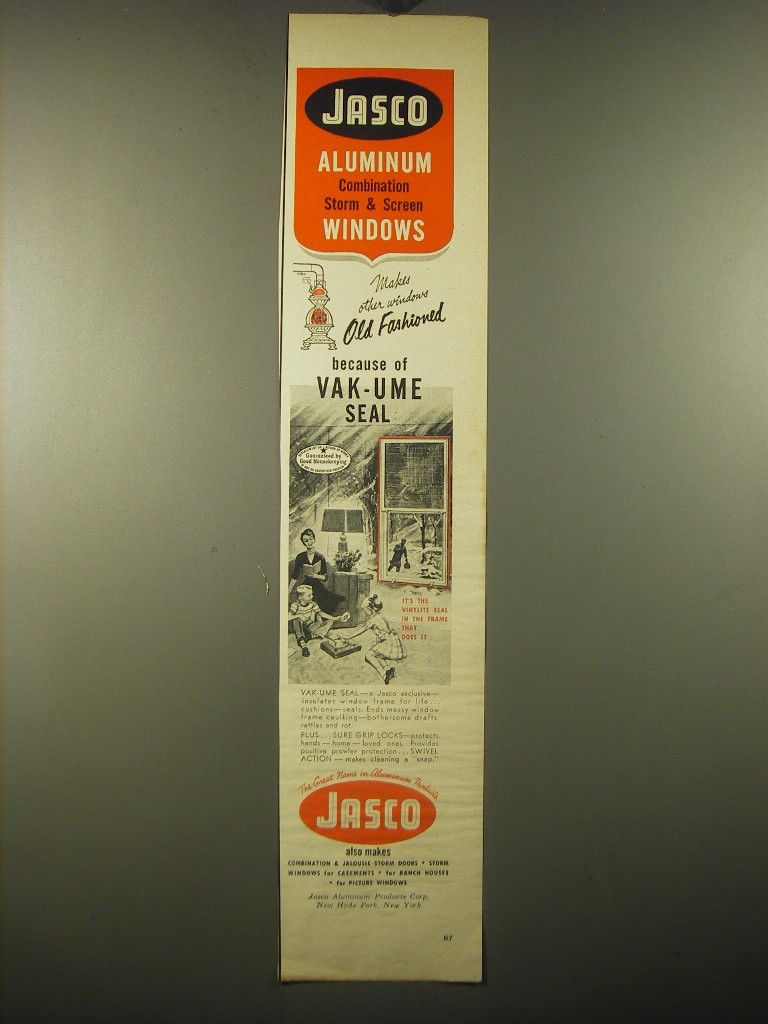 JASCO
ALUMINUM
Combination
Storm & Screen
WINDOWS
Makes
other windows
Old Fashioned
because of
VAK-UME
SEAL
Guaranteed by
Good Housekeeping
IT'S THE
VINYLITE SEAL
IN THE FRAME
THAT
DOES IT
VAK-UME SEAL—a Jasco exclusive—
insulates window frame for life...
cushions—seals. Ends messy window
frame caulking—bothersome drafts,
rattles and rot.
PLUS... SURE GRIP LOCKS—protects
hands—home—loved ones. Provides
positive prowler protection... SWIVEL
ACTION—makes cleaning a "snap."
The Great Name in Aluminum Products
JASCO
also makes
COMBINATION & JALOUSIE STORM DOORS • STORM
WINDOWS for CASEMENTS • for RANCH HOUSES
• for PICTURE WINDOWS
Jasco Aluminum Products Corp.
New Hyde Park, New York
67